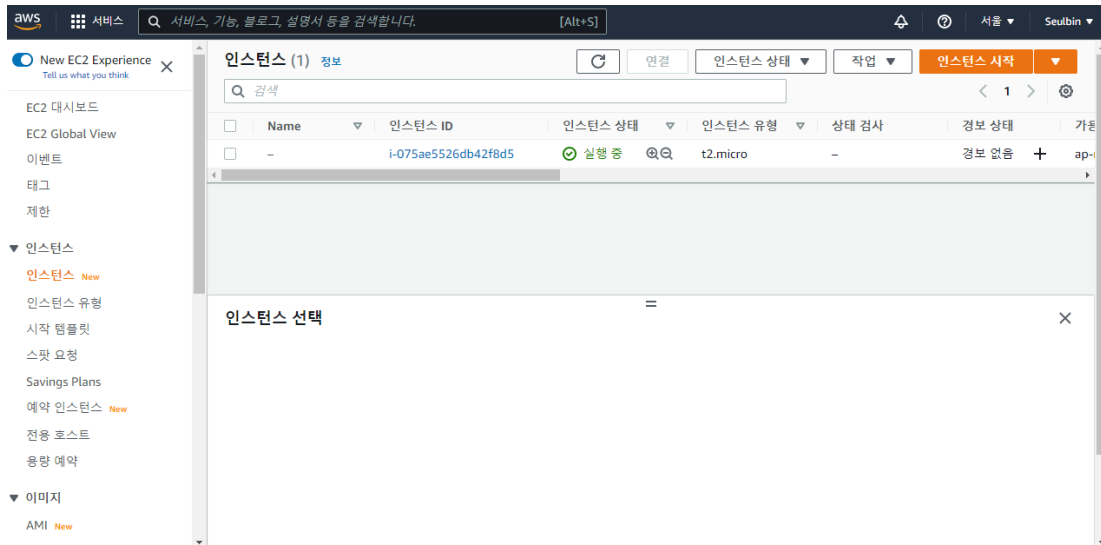 aws 서비스 서비스, 기능, 블로그, 설명서 등을 검색합니다. [Alt+S] 서울 ▼ Seulbin ▼
New EC2 Experience
Tell us what you think
EC2 대시보드
EC2 Global View
이벤트
태그
제한
▼ 인스턴스
인스턴스 New
인스턴스 유형
시작 템플릿
스팟 요청
Savings Plans
예약 인스턴스 New
전용 호스트
용량 예약
▼ 이미지
AMI New
인스턴스 (1) 정보 연결 인스턴스 상태 ▼ 작업 ▼ 인스턴스 시작 ▼
검색 < 1 >
Name 인스턴스 ID 인스턴스 상태 인스턴스 유형 상태 검사 경보 상태
– i-075ae5526db42f8d5 실행 중 t2.micro – 경보 없음 +
인스턴스 선택